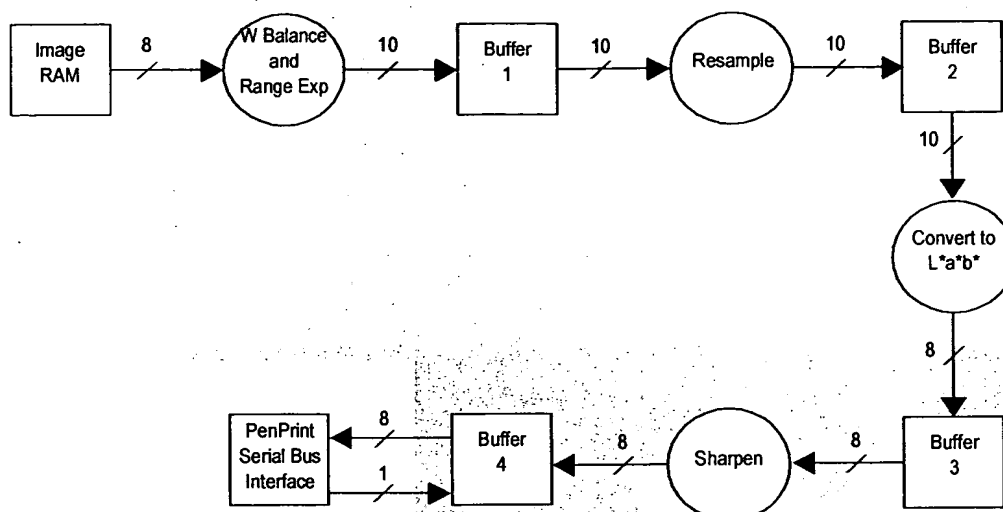 Image
RAM
8
W Balance
and
Range Exp
10
Buffer
1
10
Resample
10
Buffer
2
10
Convert to
L*a*b*
8
Buffer
3
8
Sharpen
8
Buffer
4
8
1
PenPrint
Serial Bus
Interface